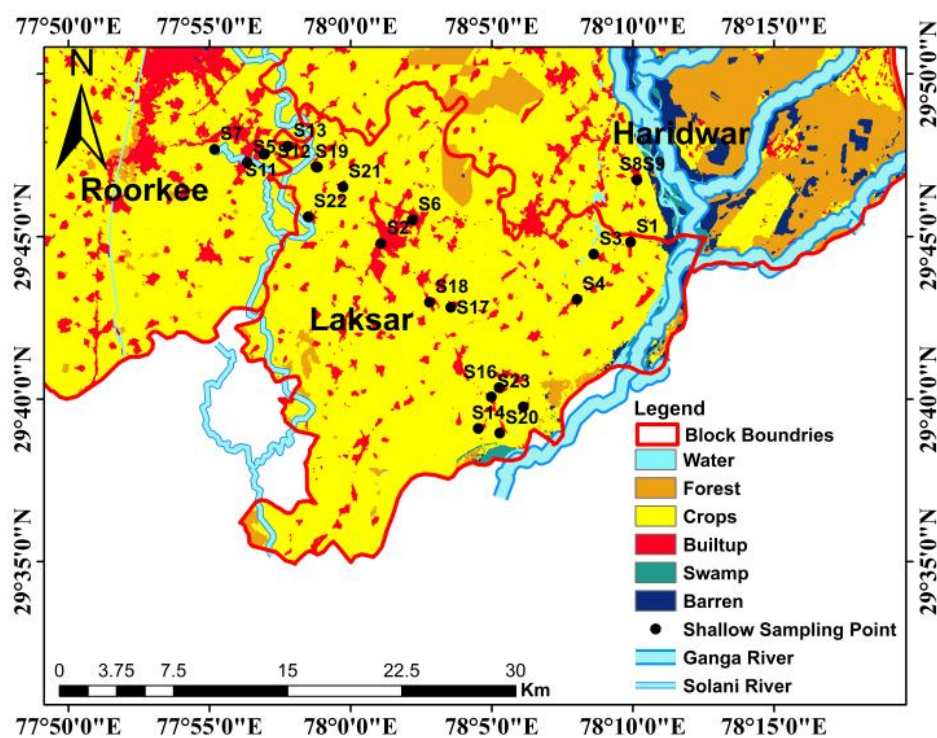 77°50'0"E 77°55'0"E 78°0'0"E 78°5'0"E 78°10'0"E 78°15'0"E
29°50'0"N 29°50'0"N
N
Haridwar
S7 S5 S13
S12 S19
S11
S8 S9
Roorkee
S21
S22 S6
S2 S3 S1
29°45'0"N 29°45'0"N
S4
S18
S17
Laksar
S16
S23
29°40'0"N 29°40'0"N
S14 S20
Legend
Block Boundries
Water
Forest
Crops
Builtup
Swamp
Barren
Shallow Sampling Point
Ganga River
Solani River
29°35'0"N 29°35'0"N
0 3.75 7.5 15 22.5 30
Km
77°50'0"E 77°55'0"E 78°0'0"E 78°5'0"E 78°10'0"E 78°15'0"E